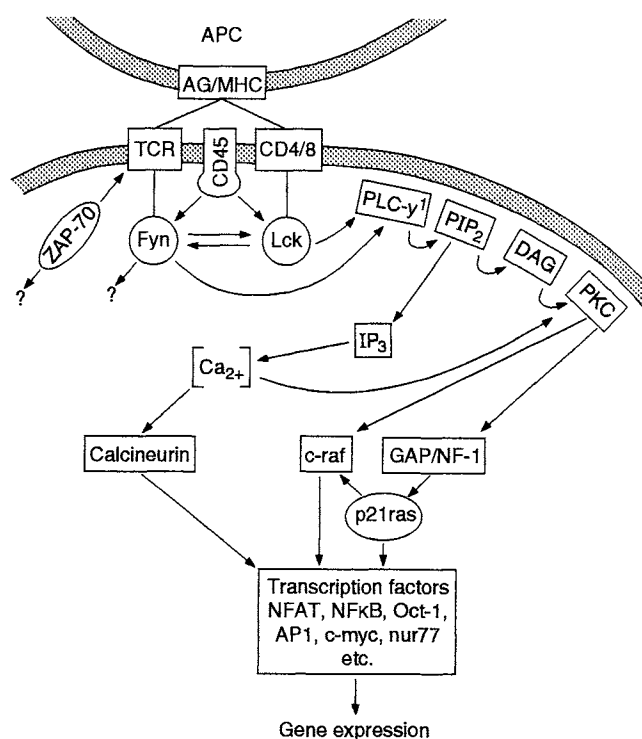 APC
AG/MHC
TCR
CD45
CD4/8
ZAP-70
Fyn
Lck
PLC-y¹
PIP₂
DAG
PKC
?
?
IP₃
[Ca₂₊]
Calcineurin
c-raf
GAP/NF-1
p21ras
Transcription factors
NFAT, NFκB, Oct-1,
AP1, c-myc, nur77
etc.
Gene expression